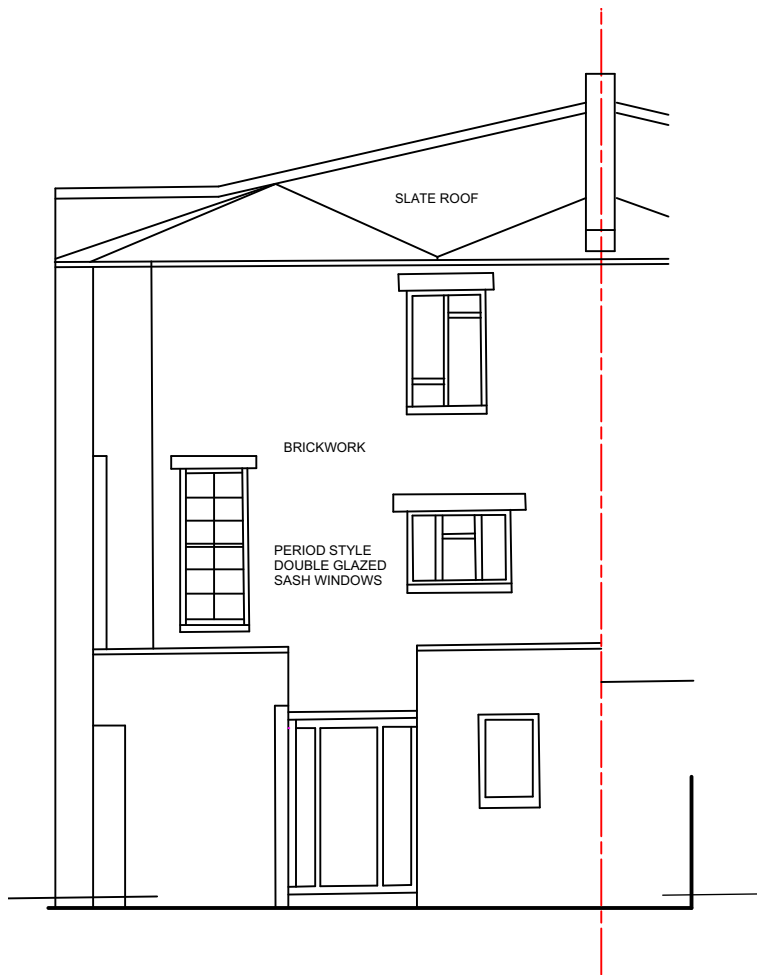 SLATE ROOF
BRICKWORK
PERIOD STYLE
DOUBLE GLAZED
SASH WINDOWS